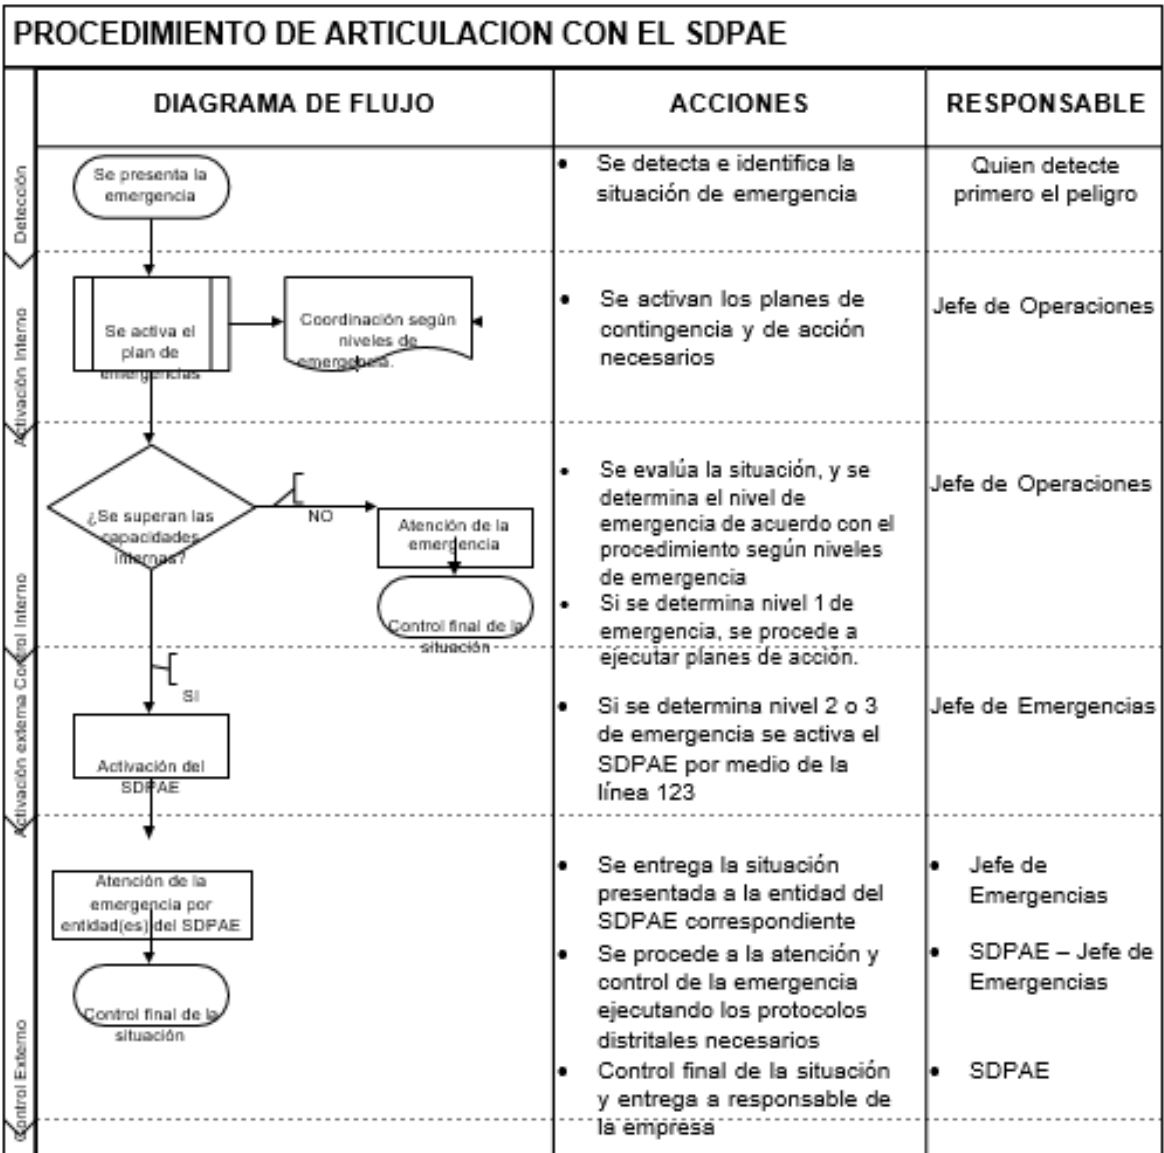 PROCEDIMIENTO DE ARTICULACION CON EL SDPAE
DIAGRAMA DE FLUJO
ACCIONES
RESPONSABLE
Detección
Se presenta la
emergencia
• Se detecta e identifica la
situación de emergencia
Quien detecte
primero el peligro
Activación Interno
Se activa el
plan de
emergencias
Coordinación según
niveles de
emergencia.
• Se activan los planes de
contingencia y de acción
necesarios
Jefe de Operaciones
Control Interno
¿Se superan las
capacidades
internas?
NO
Atención de la
emergencia
Control final de la
situación
• Se evalúa la situación, y se
determina el nivel de
emergencia de acuerdo con el
procedimiento según niveles
de emergencia
• Si se determina nivel 1 de
emergencia, se procede a
ejecutar planes de acción.
Jefe de Operaciones
Activación externa
SI
Activación del
SDPAE
• Si se determina nivel 2 o 3
de emergencia se activa el
SDPAE por medio de la
línea 123
Jefe de Emergencias
Control Externo
Atención de la
emergencia por
entidad(es) del SDPAE
Control final de la
situación
• Se entrega la situación
presentada a la entidad del
SDPAE correspondiente
• Se procede a la atención y
control de la emergencia
ejecutando los protocolos
distritales necesarios
• Control final de la situación
y entrega a responsable de
la empresa
• Jefe de
Emergencias
• SDPAE – Jefe de
Emergencias
• SDPAE